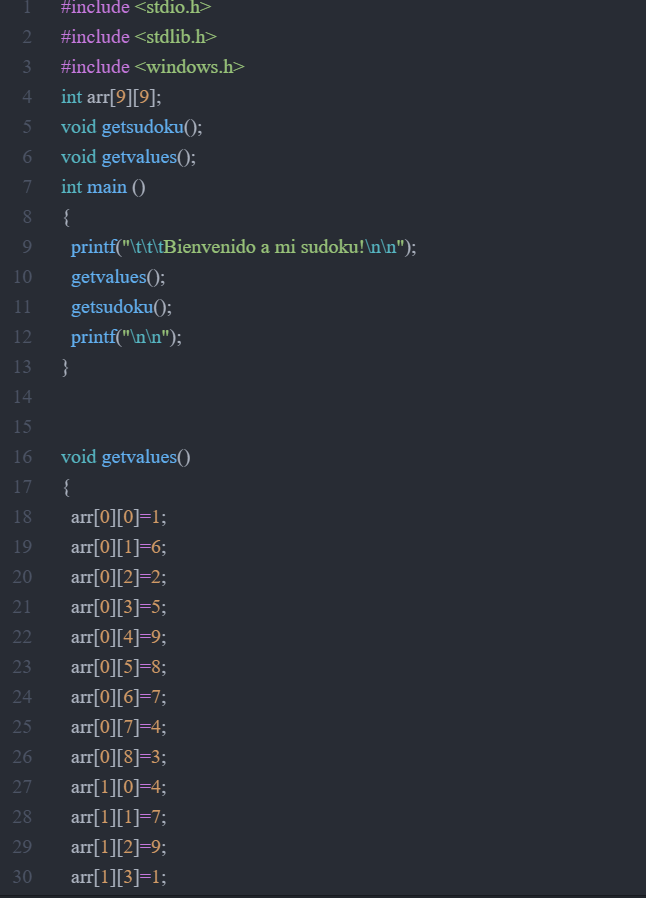 1 #include <stdio.h>
2 #include <stdlib.h>
3 #include <windows.h>
4 int arr[9][9];
5 void getsudoku();
6 void getvalues();
7 int main ()
8 {
9 printf("\t\t\tBienvenido a mi sudoku!\n\n");
10 getvalues();
11 getsudoku();
12 printf("\n\n");
13 }
14
15
16 void getvalues()
17 {
18 arr[0][0]=1;
19 arr[0][1]=6;
20 arr[0][2]=2;
21 arr[0][3]=5;
22 arr[0][4]=9;
23 arr[0][5]=8;
24 arr[0][6]=7;
25 arr[0][7]=4;
26 arr[0][8]=3;
27 arr[1][0]=4;
28 arr[1][1]=7;
29 arr[1][2]=9;
30 arr[1][3]=1;